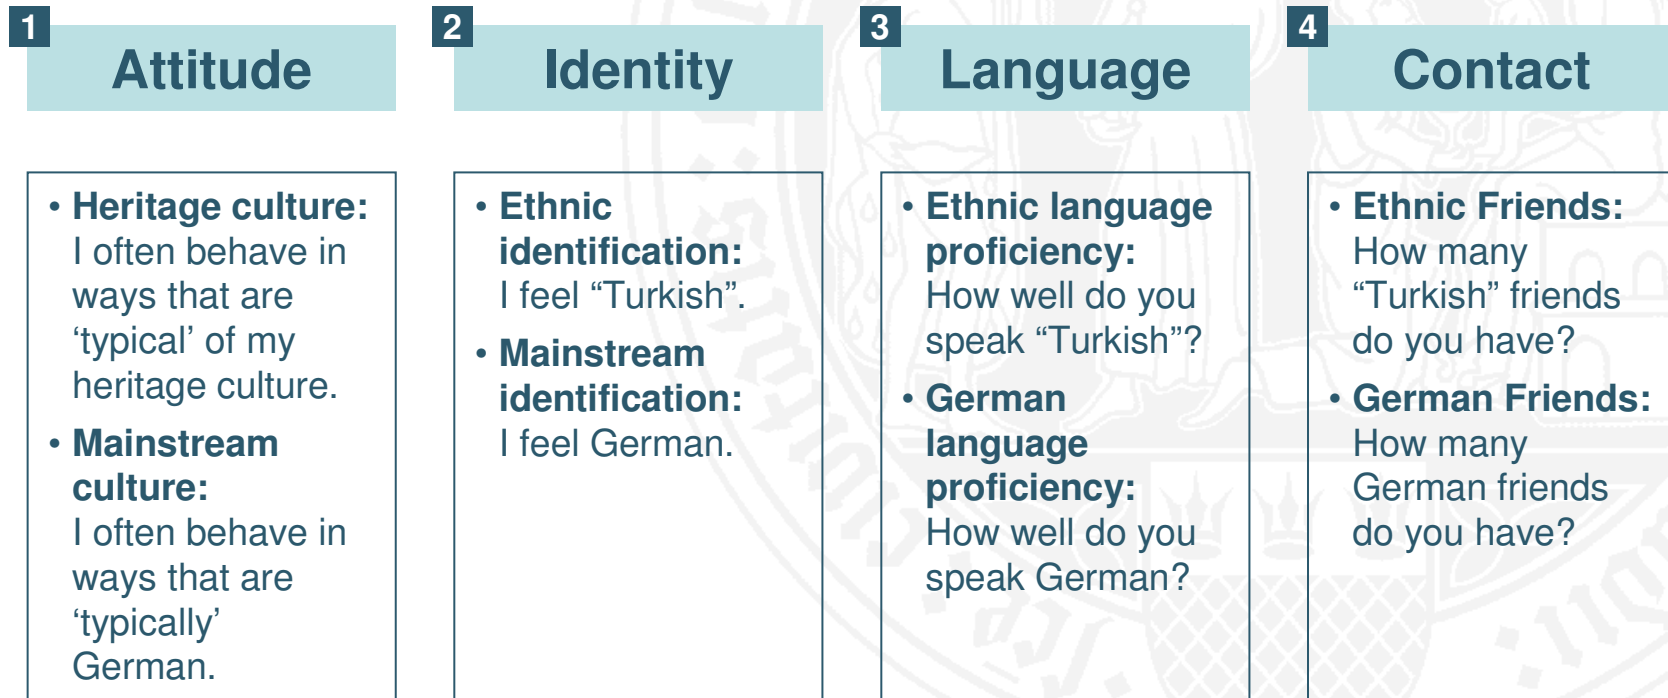 1
Attitude
• Heritage culture:
I often behave in
ways that are
‘typical’ of my
heritage culture.
• Mainstream
culture:
I often behave in
ways that are
‘typically’
German.
2
Identity
• Ethnic
identification:
I feel “Turkish”.
• Mainstream
identification:
I feel German.
3
Language
• Ethnic language
proficiency:
How well do you
speak “Turkish”?
• German
language
proficiency:
How well do you
speak German?
4
Contact
• Ethnic Friends:
How many
“Turkish” friends
do you have?
• German Friends:
How many
German friends
do you have?